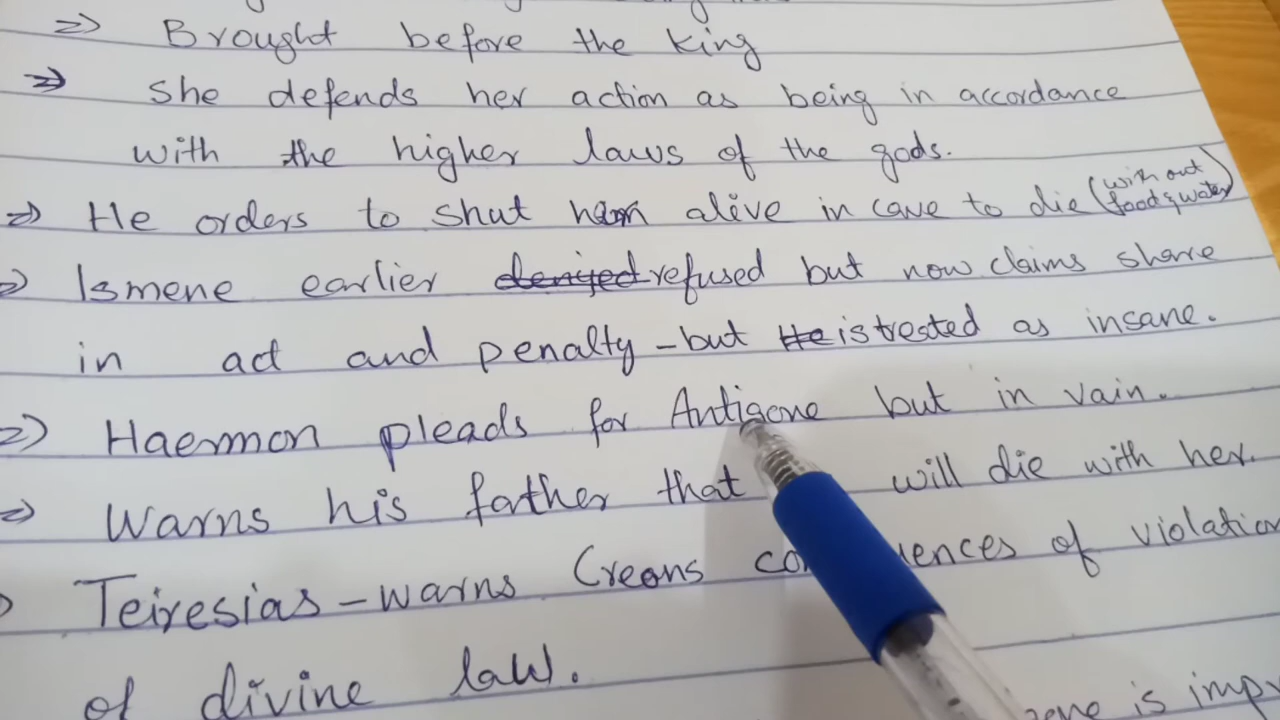 => Brought before the king
=> She defends her action as being in accordance
with the higher laws of the gods.
=> He orders to shut alive in cave to die (without food & water)
=> Ismene earlier denied refused but now claims share
in act and penalty - but He is treated as insane.
=> Haemon pleads for Antigone but in vain.
=> Warns his father that will die with her.
Teiresias - warns Creons of violation
of divine law.
is